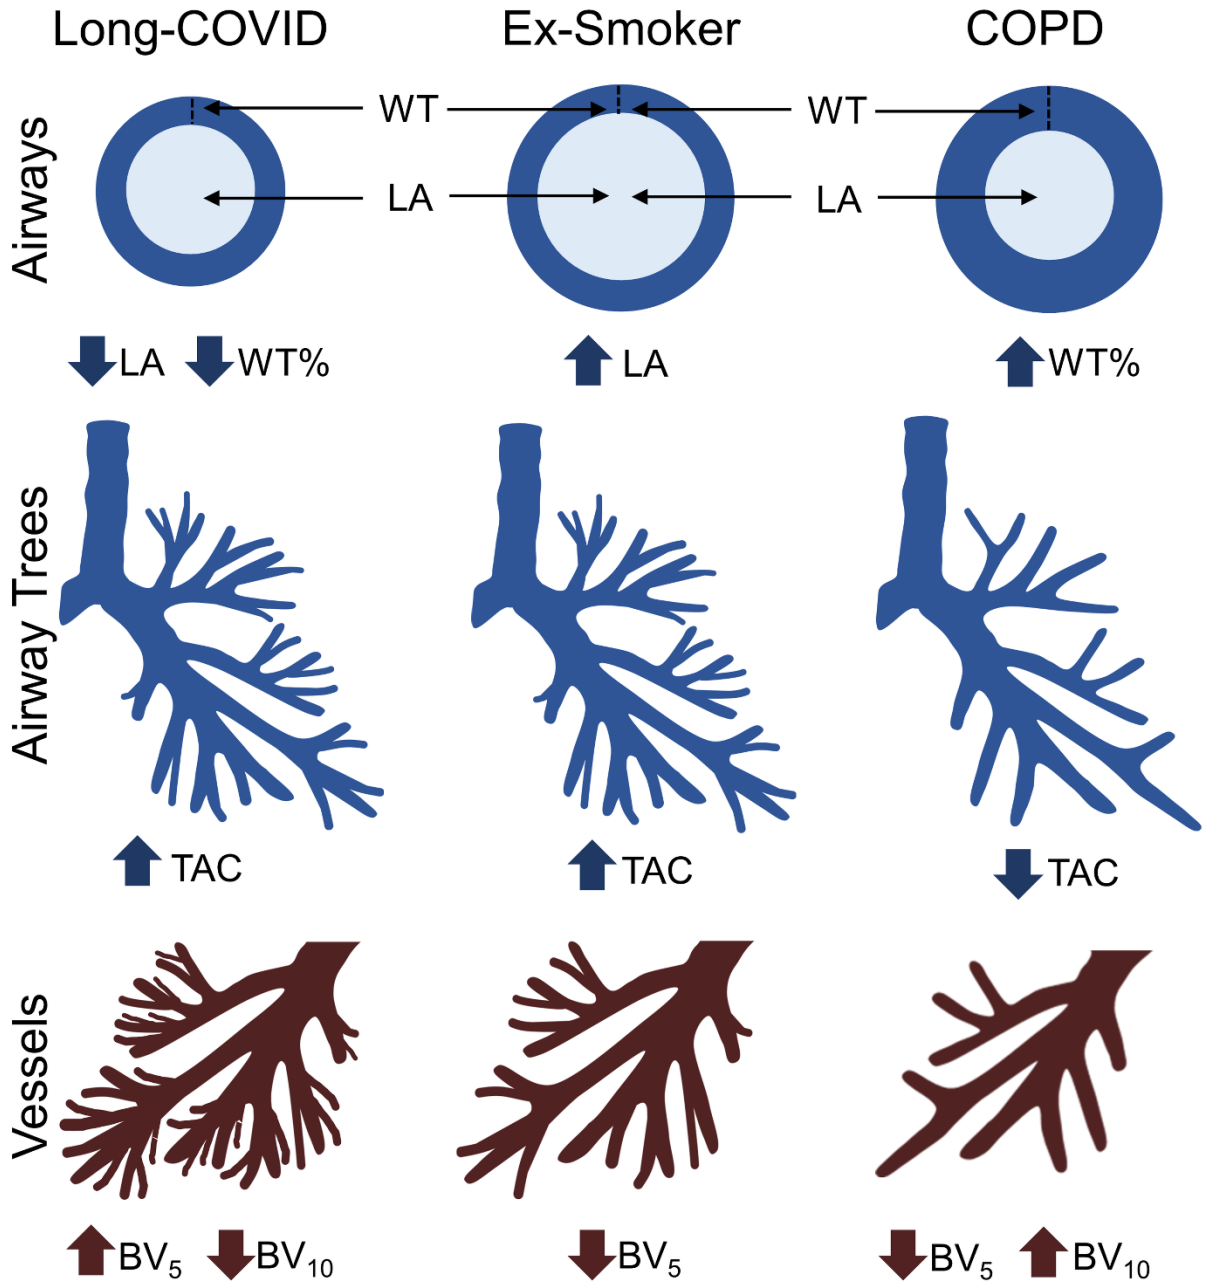 Long-COVID Ex-Smoker COPD
Airways
WT WT
LA LA
LA WT% LA WT%
Airway Trees
TAC TAC TAC
Vessels
BV5 BV10 BV5 BV5 BV10